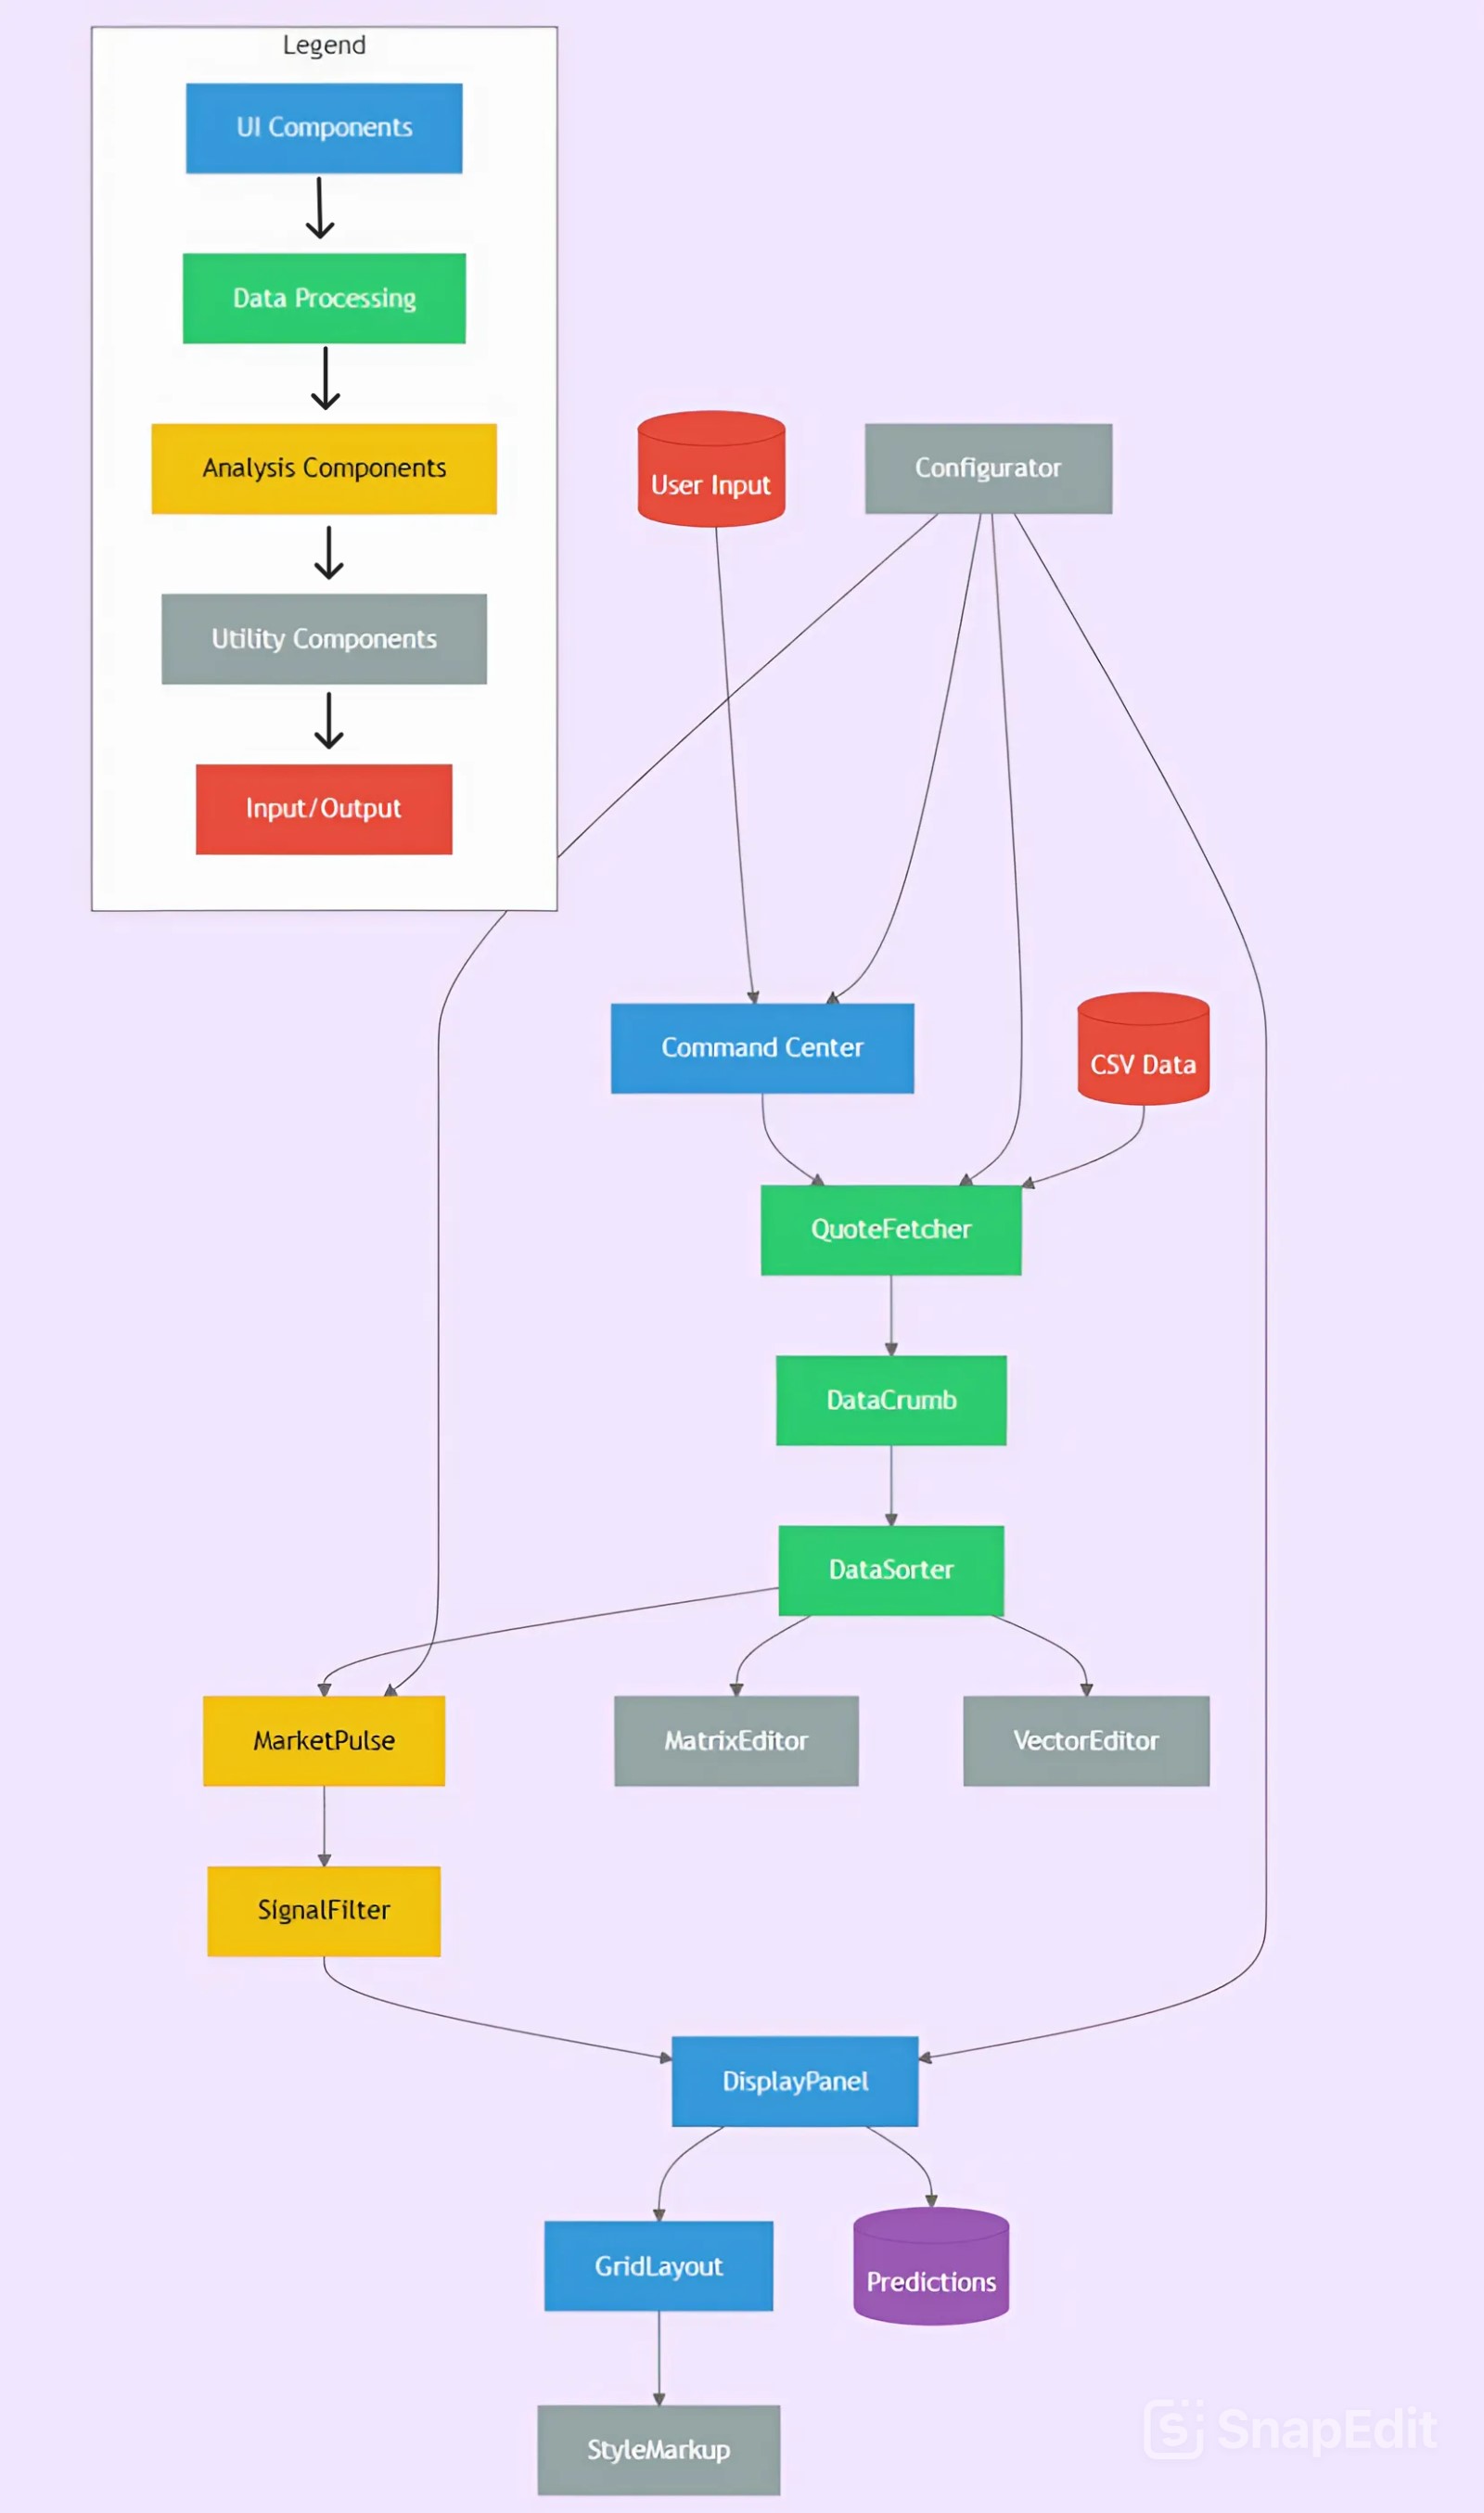 Legend
UI Components
Data Processing
Analysis Components
Utility Components
Input/Output
User Input
Configurator
Command Center
CSV Data
QuoteFetcher
DataCrumb
DataSorter
MarketPulse
MatrixEditor
VectorEditor
SignalFilter
DisplayPanel
GridLayout
Predictions
StyleMarkup
SnapEdit